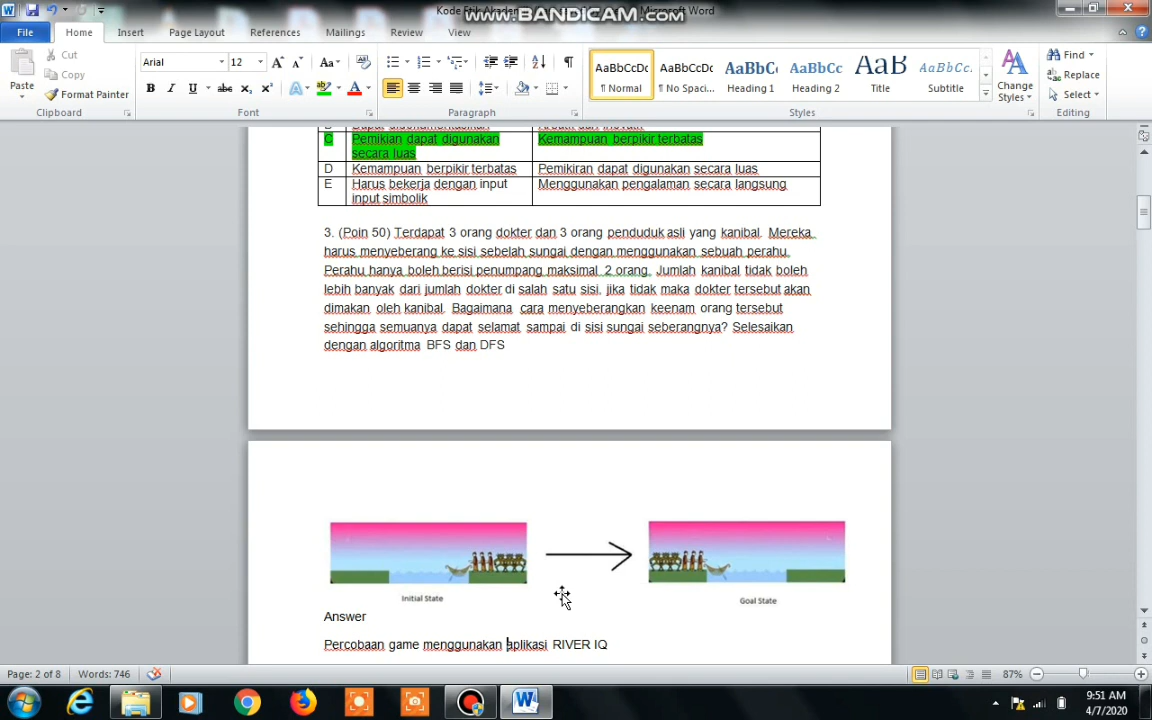 www.BANDICAM.com
Microsoft Word
File Home Insert Page Layout References Mailings Review View
Paste
Cut
Copy
Format Painter
Clipboard
Arial 12
Font
Paragraph
AaBbCcDc AaBbCcDc AaBbC AaBbCc AaB AaBbCc.
¶ Normal ¶ No Spaci... Heading 1 Heading 2 Title Subtitle
Styles
Change
Styles
Find
Replace
Select
Editing
C Pemikian dapat digunakan Kemampuan berpikir terbatas
secara luas
D Kemampuan berpikir terbatas Pemikiran dapat digunakan secara luas
E Harus bekerja dengan input Menggunakan pengalaman secara langsung
input simbolik
3. (Poin 50) Terdapat 3 orang dokter dan 3 orang penduduk asli yang kanibal. Mereka
harus menyeberang ke sisi sebelah sungai dengan menggunakan sebuah perahu.
Perahu hanya boleh berisi penumpang maksimal 2 orang. Jumlah kanibal tidak boleh
lebih banyak dari jumlah dokter di salah satu sisi, jika tidak maka dokter tersebut akan
dimakan oleh kanibal. Bagaimana cara menyeberangkan keenam orang tersebut
sehingga semuanya dapat selamat sampai di sisi sungai seberangnya? Selesaikan
dengan algoritma BFS dan DFS
Initial State Goal State
Answer
Percobaan game menggunakan aplikasi RIVER IQ
Page: 2 of 8 Words: 746 87%
9:51 AM
4/7/2020